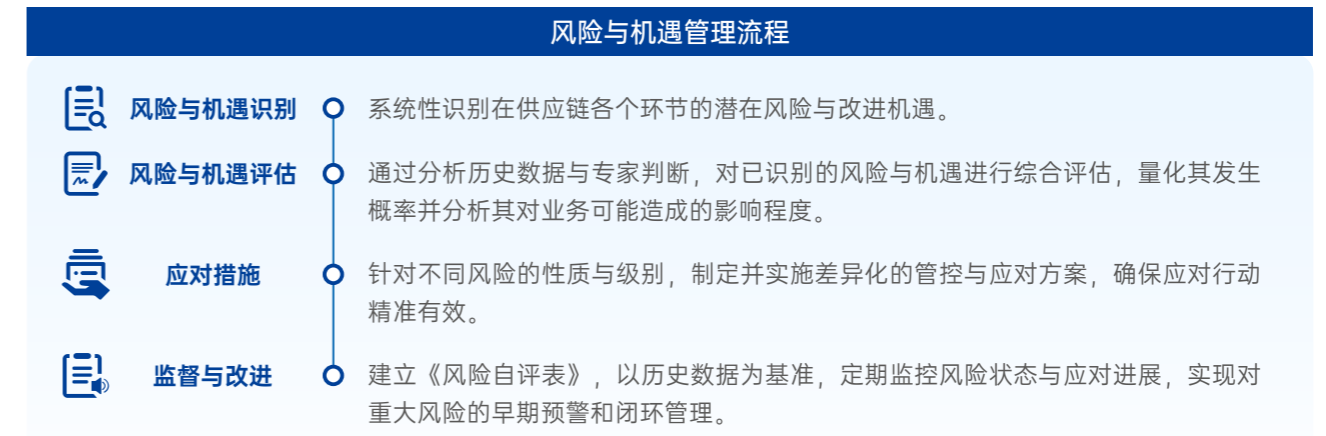 风险与机遇管理流程
风险与机遇识别
系统性识别在供应链各个环节的潜在风险与改进机遇。
风险与机遇评估
通过分析历史数据与专家判断，对已识别的风险与机遇进行综合评估，量化其发生
概率并分析其对业务可能造成的影响程度。
应对措施
针对不同风险的性质与级别，制定并实施差异化的管控与应对方案，确保应对行动
精准有效。
监督与改进
建立《风险自评表》，以历史数据为基准，定期监控风险状态与应对进展，实现对
重大风险的早期预警和闭环管理。